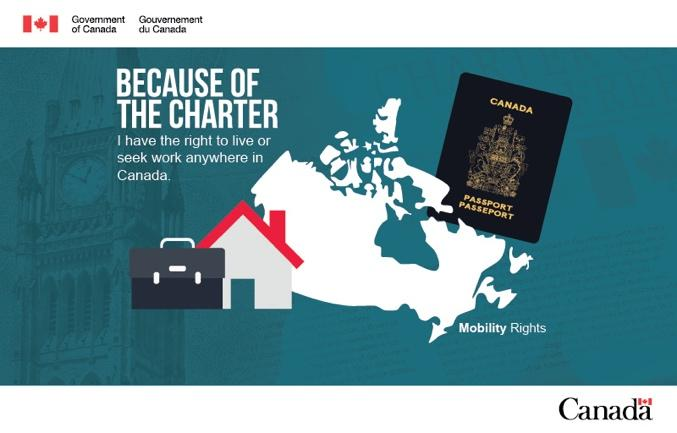 Government of Canada
Gouvernement du Canada
BECAUSE OF
THE CHARTER
I have the right to live or
seek work anywhere in
Canada.
CANADA
PASSPORT
PASSEPORT
Mobility Rights
Canada